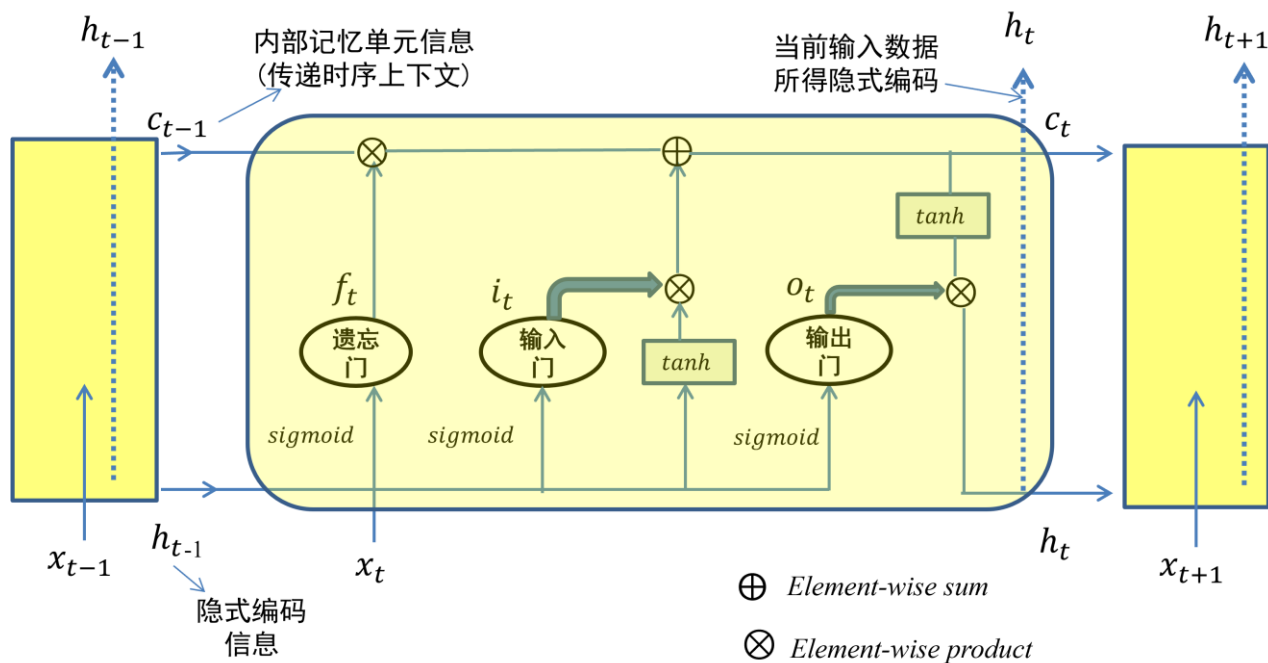 h_{t-1}
内部记忆单元信息
(传递时序上下文)
当前输入数据
所得隐式编码
h_t
h_{t+1}
c_{t-1}
c_t
tanh
f_t
i_t
o_t
遗忘
门
输入
门
tanh
输出
门
sigmoid
sigmoid
sigmoid
x_{t-1}
h_{t-1}
x_t
h_t
x_{t+1}
隐式编码
信息
⊕ Element-wise sum
⊗ Element-wise product